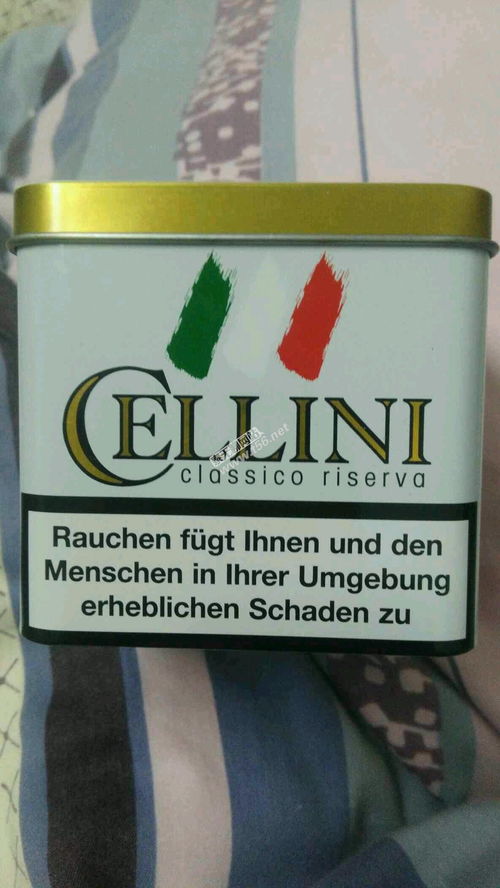 CELLINI
classico riserva
Rauchen fügt Ihnen und den
Menschen in Ihrer Umgebung
erheblichen Schaden zu